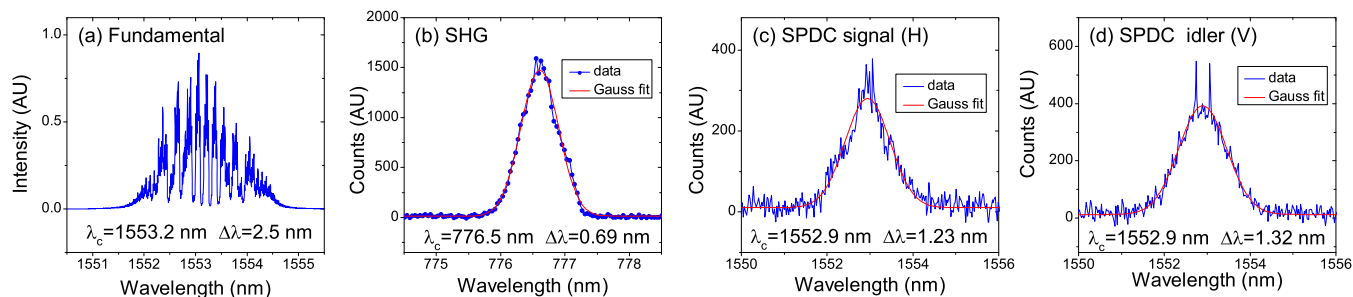 (a) Fundamental
1.0
0.5
0.0
Intensity (AU)
λc=1553.2 nm Δλ=2.5 nm
1551 1552 1553 1554 1555
Wavelength (nm)
(b) SHG
2000
1500
1000
500
0
Counts (AU)
data
Gauss fit
λc=776.5 nm Δλ=0.69 nm
775 776 777 778
Wavelength (nm)
(c) SPDC signal (H)
400
200
0
Counts (AU)
data
Gauss fit
λc=1552.9 nm Δλ=1.23 nm
1550 1552 1554 1556
Wavelength (nm)
(d) SPDC idler (V)
600
400
200
0
Counts (AU)
data
Gauss fit
λc=1552.9 nm Δλ=1.32 nm
1550 1552 1554 1556
Wavelength (nm)